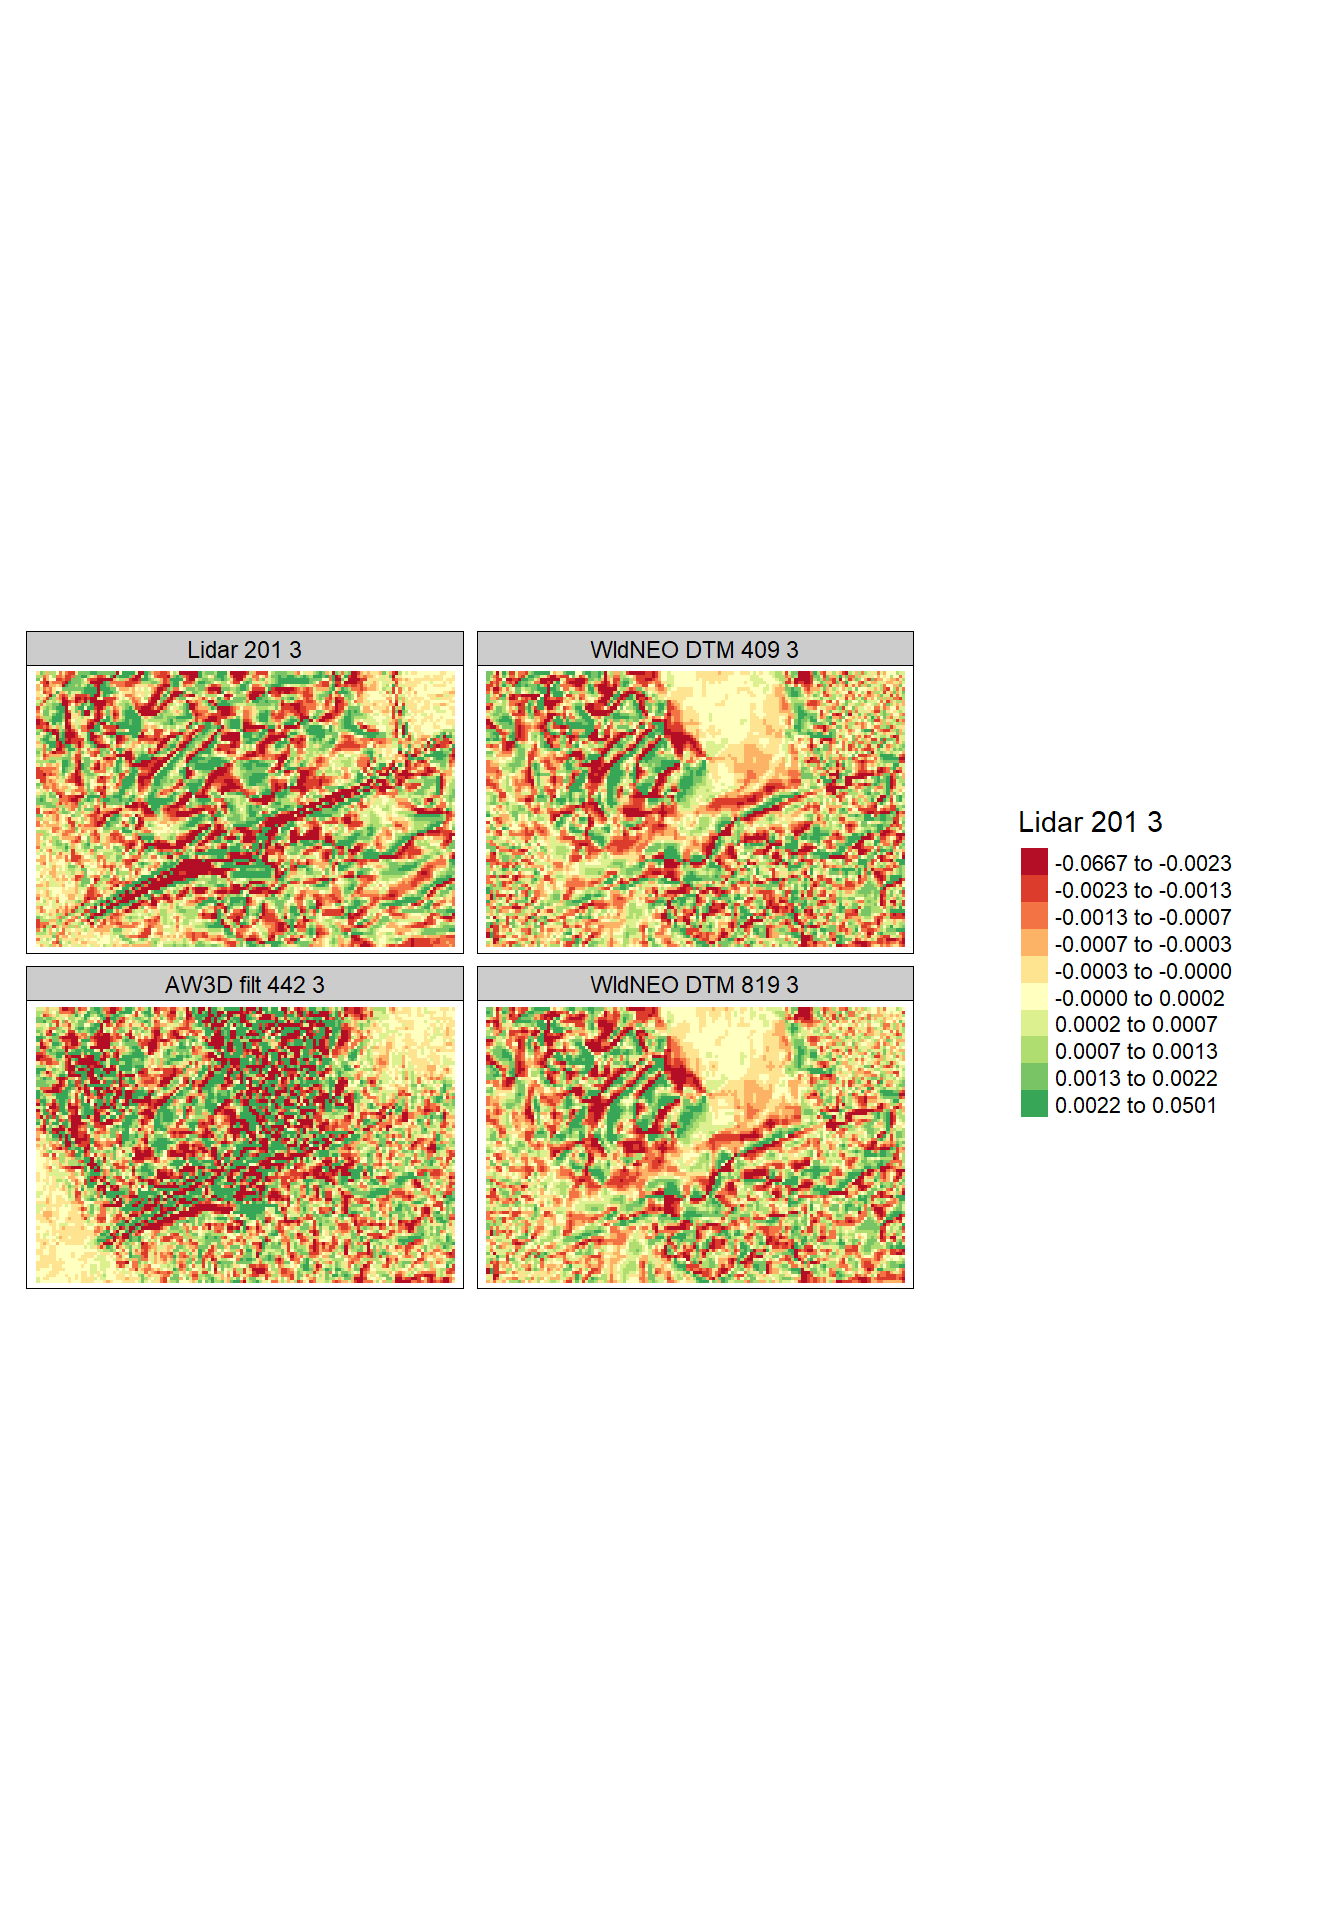 Lidar 201 3
WldNEO DTM 409 3
AW3D filt 442 3
WldNEO DTM 819 3
Lidar 201 3
-0.0667 to -0.0023
-0.0023 to -0.0013
-0.0013 to -0.0007
-0.0007 to -0.0003
-0.0003 to -0.0000
-0.0000 to 0.0002
0.0002 to 0.0007
0.0007 to 0.0013
0.0013 to 0.0022
0.0022 to 0.0501